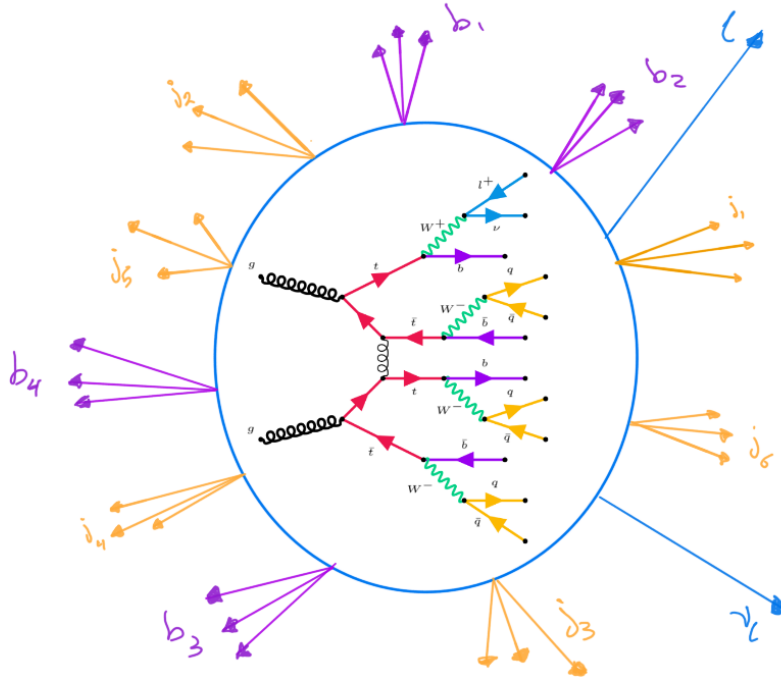 b₁
l
j₂
b₂
l⁺
W⁺
ν
j₁
g
t
b
q
j₅
W⁻
t̄
b̄
q̄
b₄
t
b
q
W⁻
q̄
g
t̄
b̄
j₆
W⁻
q
j₄
q̄
b₃
j₃
ν_l